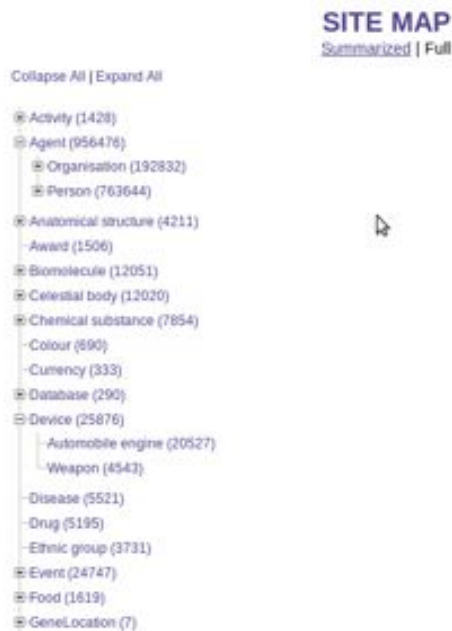 SITE MAP
Summarized | Full
Collapse All | Expand All
Activity (1428)
Agent (956476)
Organisation (192832)
Person (763644)
Anatomical structure (4211)
Award (1506)
Biomolecule (12051)
Celestial body (12020)
Chemical substance (7854)
Colour (690)
Currency (333)
Database (290)
Device (25876)
Automobile engine (20527)
Weapon (4543)
Disease (5521)
Drug (5195)
Ethnic group (3731)
Event (24747)
Food (1619)
GeneLocation (7)